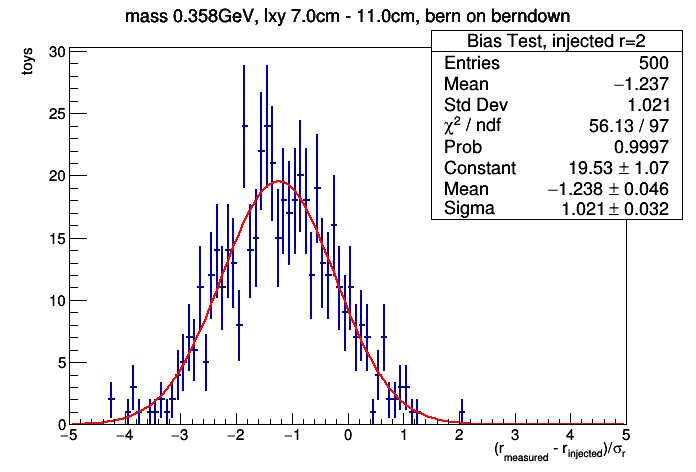 mass 0.358GeV, lxy 7.0cm - 11.0cm, bern on berndown
Bias Test, injected r=2
Entries 500
Mean −1.237
Std Dev 1.021
χ² / ndf 56.13 / 97
Prob 0.9997
Constant 19.53 ± 1.07
Mean −1.238 ± 0.046
Sigma 1.021 ± 0.032
toys
30
25
20
15
10
5
0
−5 −4 −3 −2 −1 0 1 2 3 4 5
(r_measured - r_injected)/σ_r